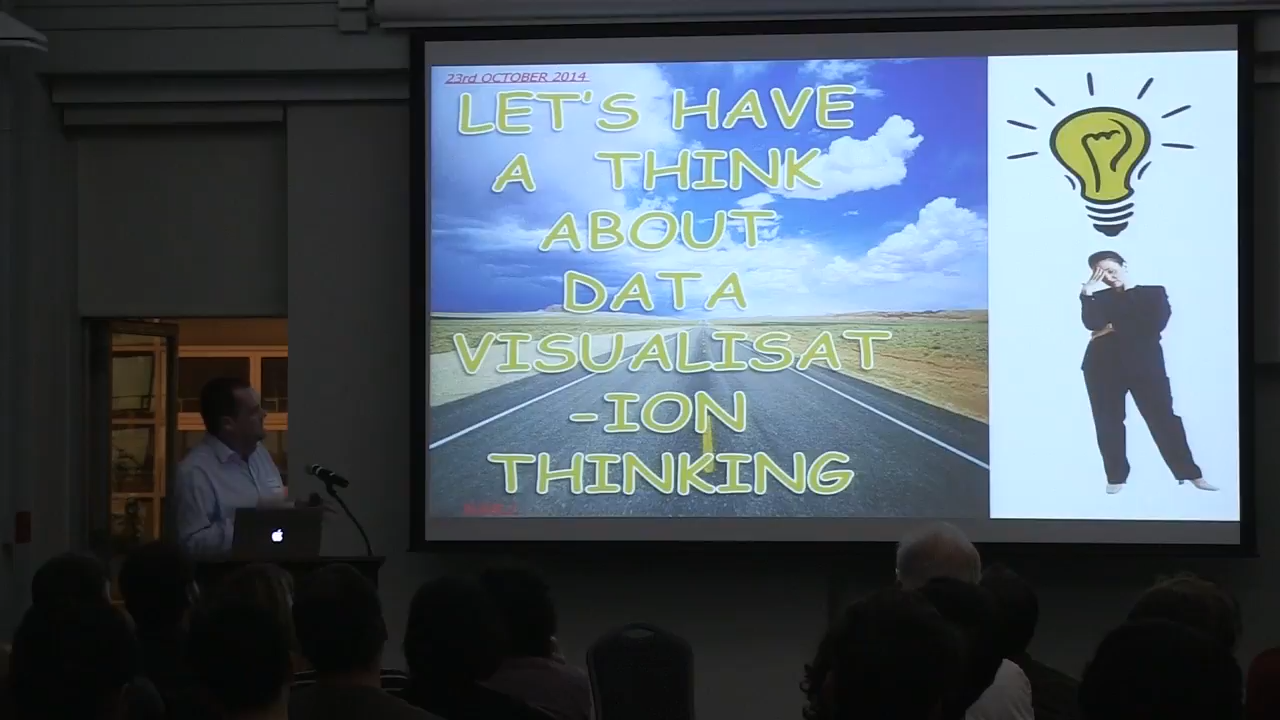 23rd OCTOBER 2014
LET'S HAVE
A THINK
ABOUT
DATA
VISUALISAT
-ION
THINKING